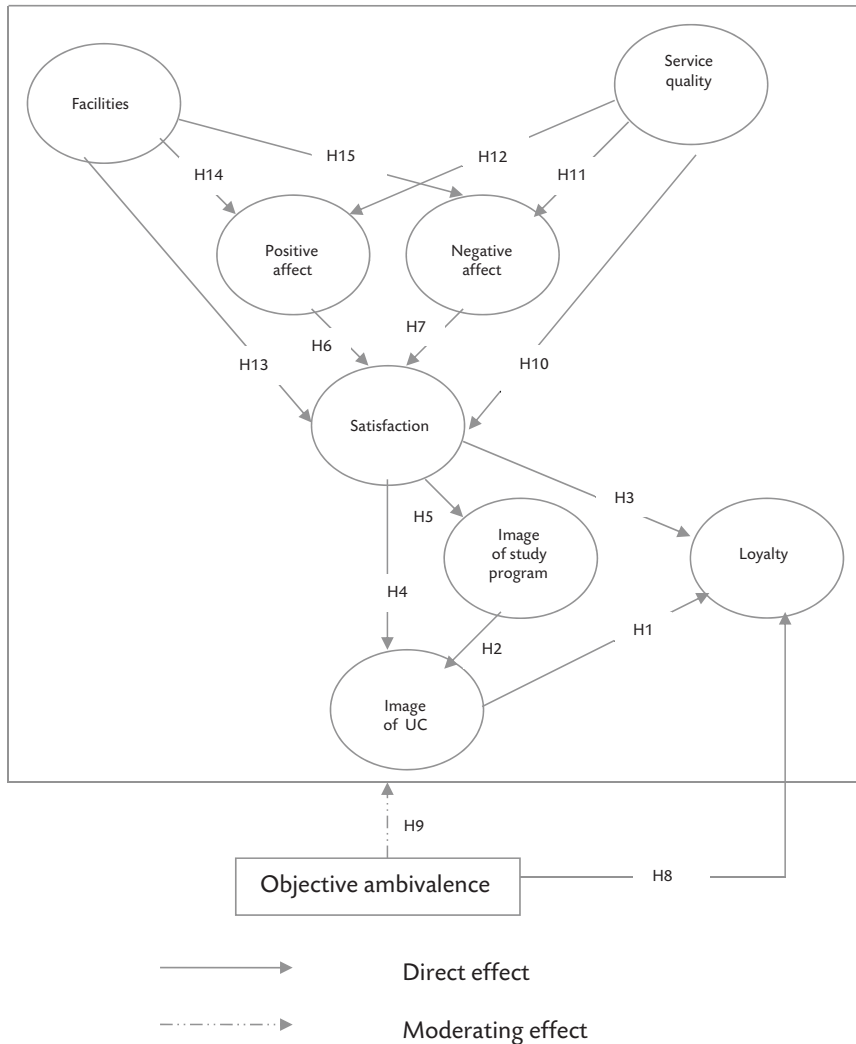 Service
quality
Facilities
H15
H12
H14
H11
Positive
affect
Negative
affect
H6
H7
H13
H10
Satisfaction
H3
H5
Image
of study
program
Loyalty
H4
H1
H2
Image
of UC
H9
Objective ambivalence
H8
Direct effect
Moderating effect